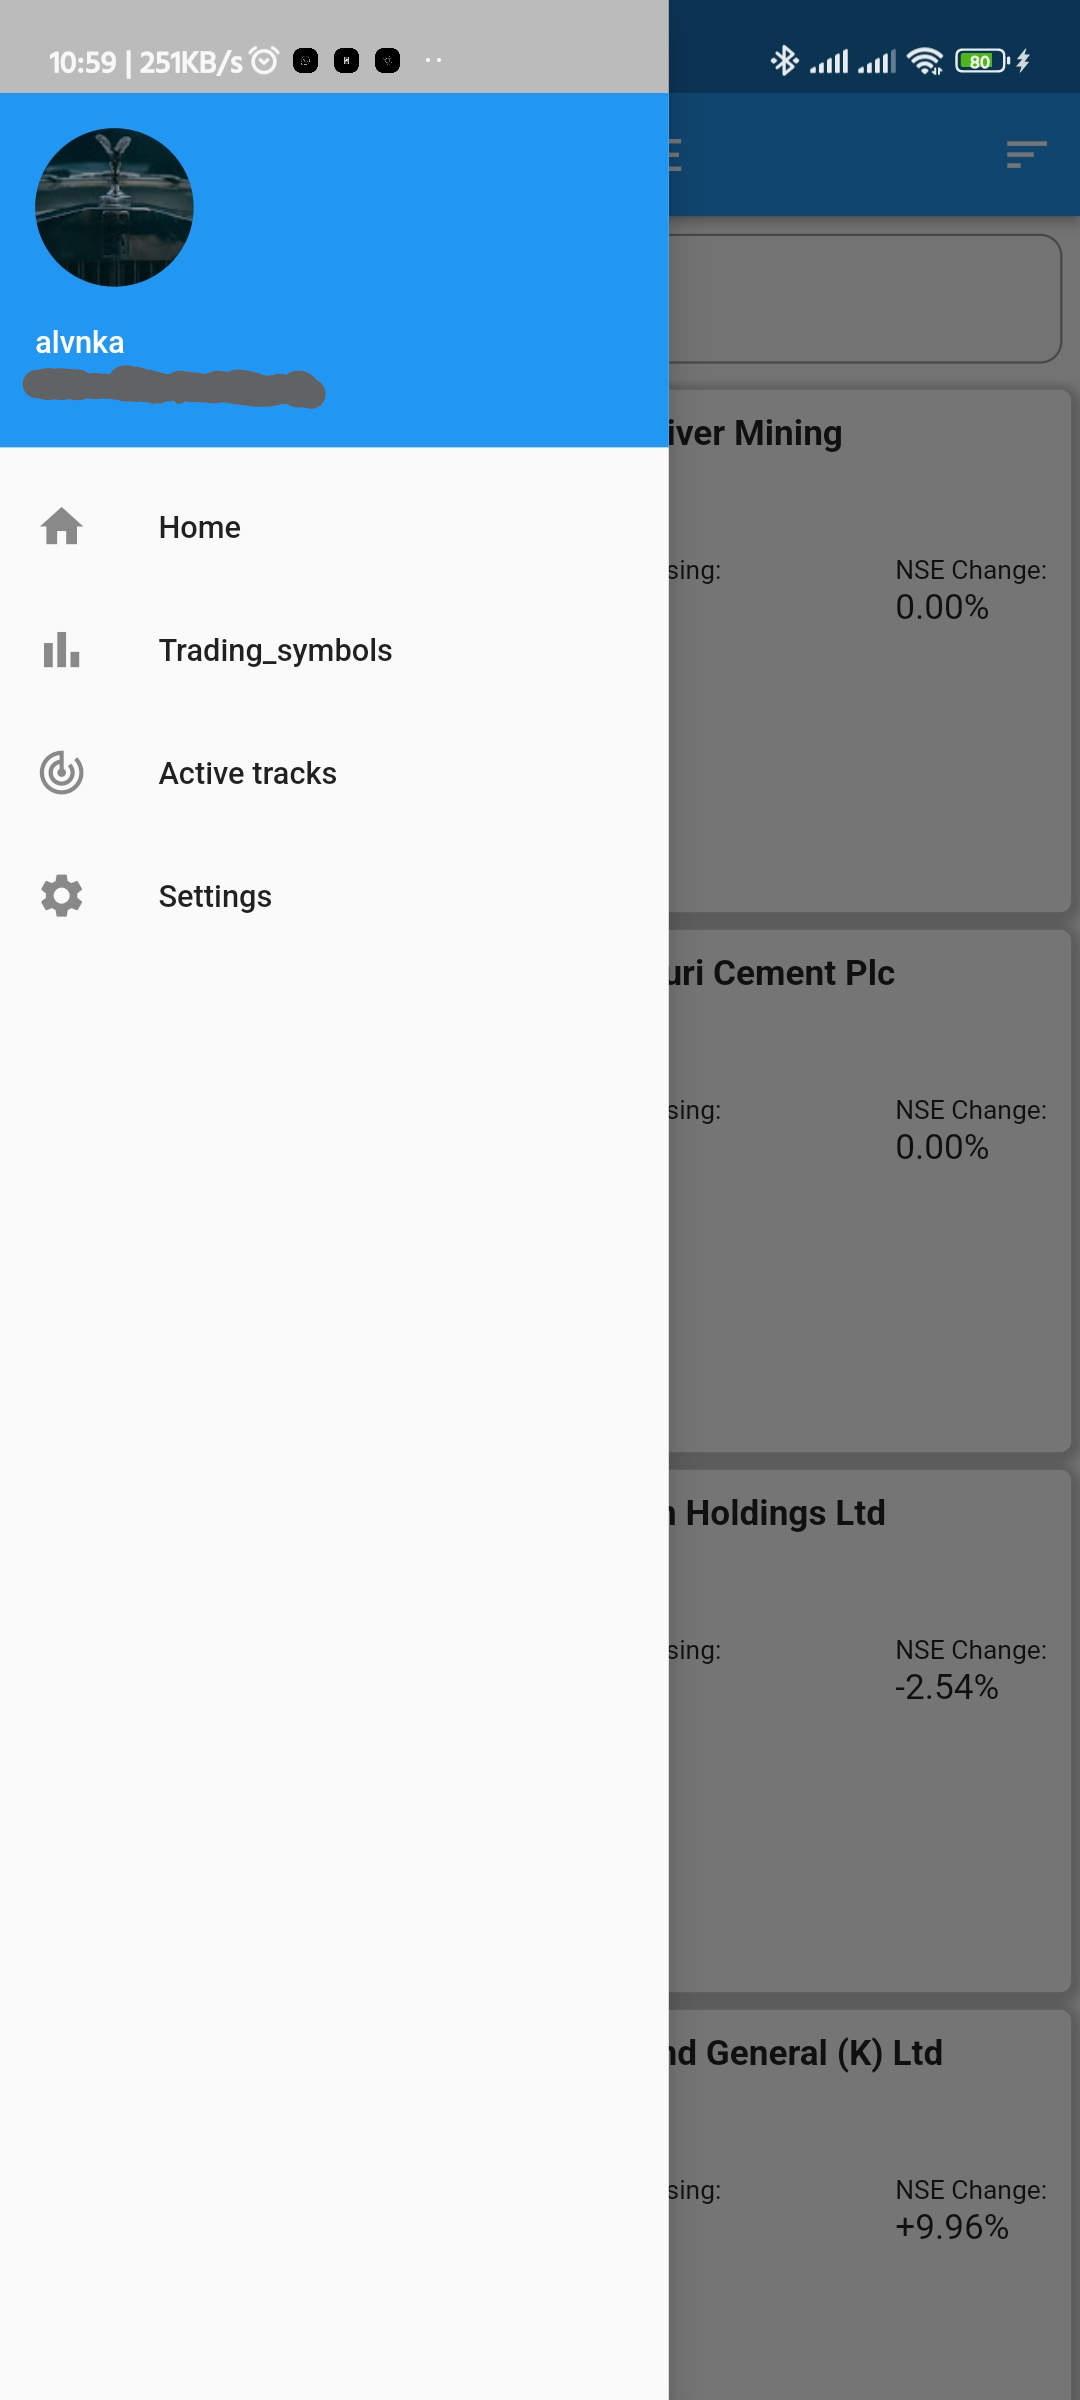 10:59 | 251KB/s
80
alvnka
Home
Trading_symbols
Active tracks
Settings
iver Mining
sing:
NSE Change:
0.00%
uri Cement Plc
sing:
NSE Change:
0.00%
Holdings Ltd
sing:
NSE Change:
-2.54%
nd General (K) Ltd
sing:
NSE Change:
+9.96%